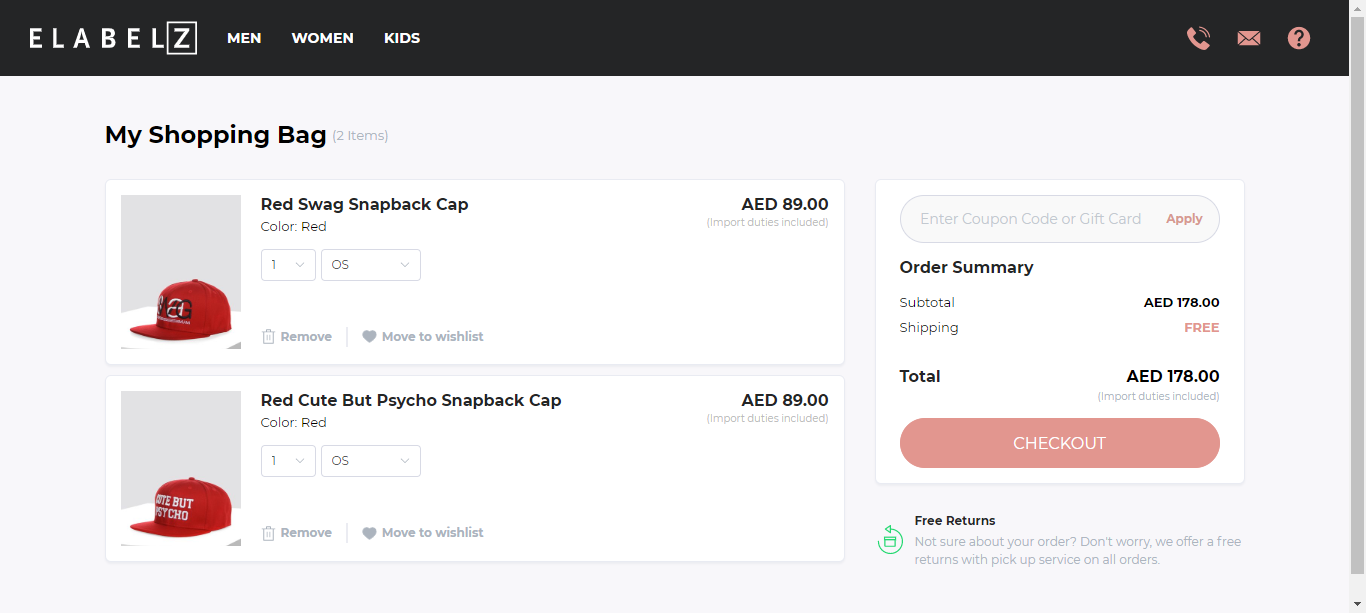 ELABELZ MEN WOMEN KIDS
My Shopping Bag (2 Items)
Red Swag Snapback Cap AED 89.00
Color: Red (Import duties included)
1 OS
Remove Move to wishlist
Red Cute But Psycho Snapback Cap AED 89.00
Color: Red (Import duties included)
CUTE BUT
PSYCHO
1 OS
Remove Move to wishlist
Enter Coupon Code or Gift Card Apply
Order Summary
Subtotal AED 178.00
Shipping FREE
Total AED 178.00
(Import duties included)
CHECKOUT
Free Returns
Not sure about your order? Don't worry, we offer a free
returns with pick up service on all orders.